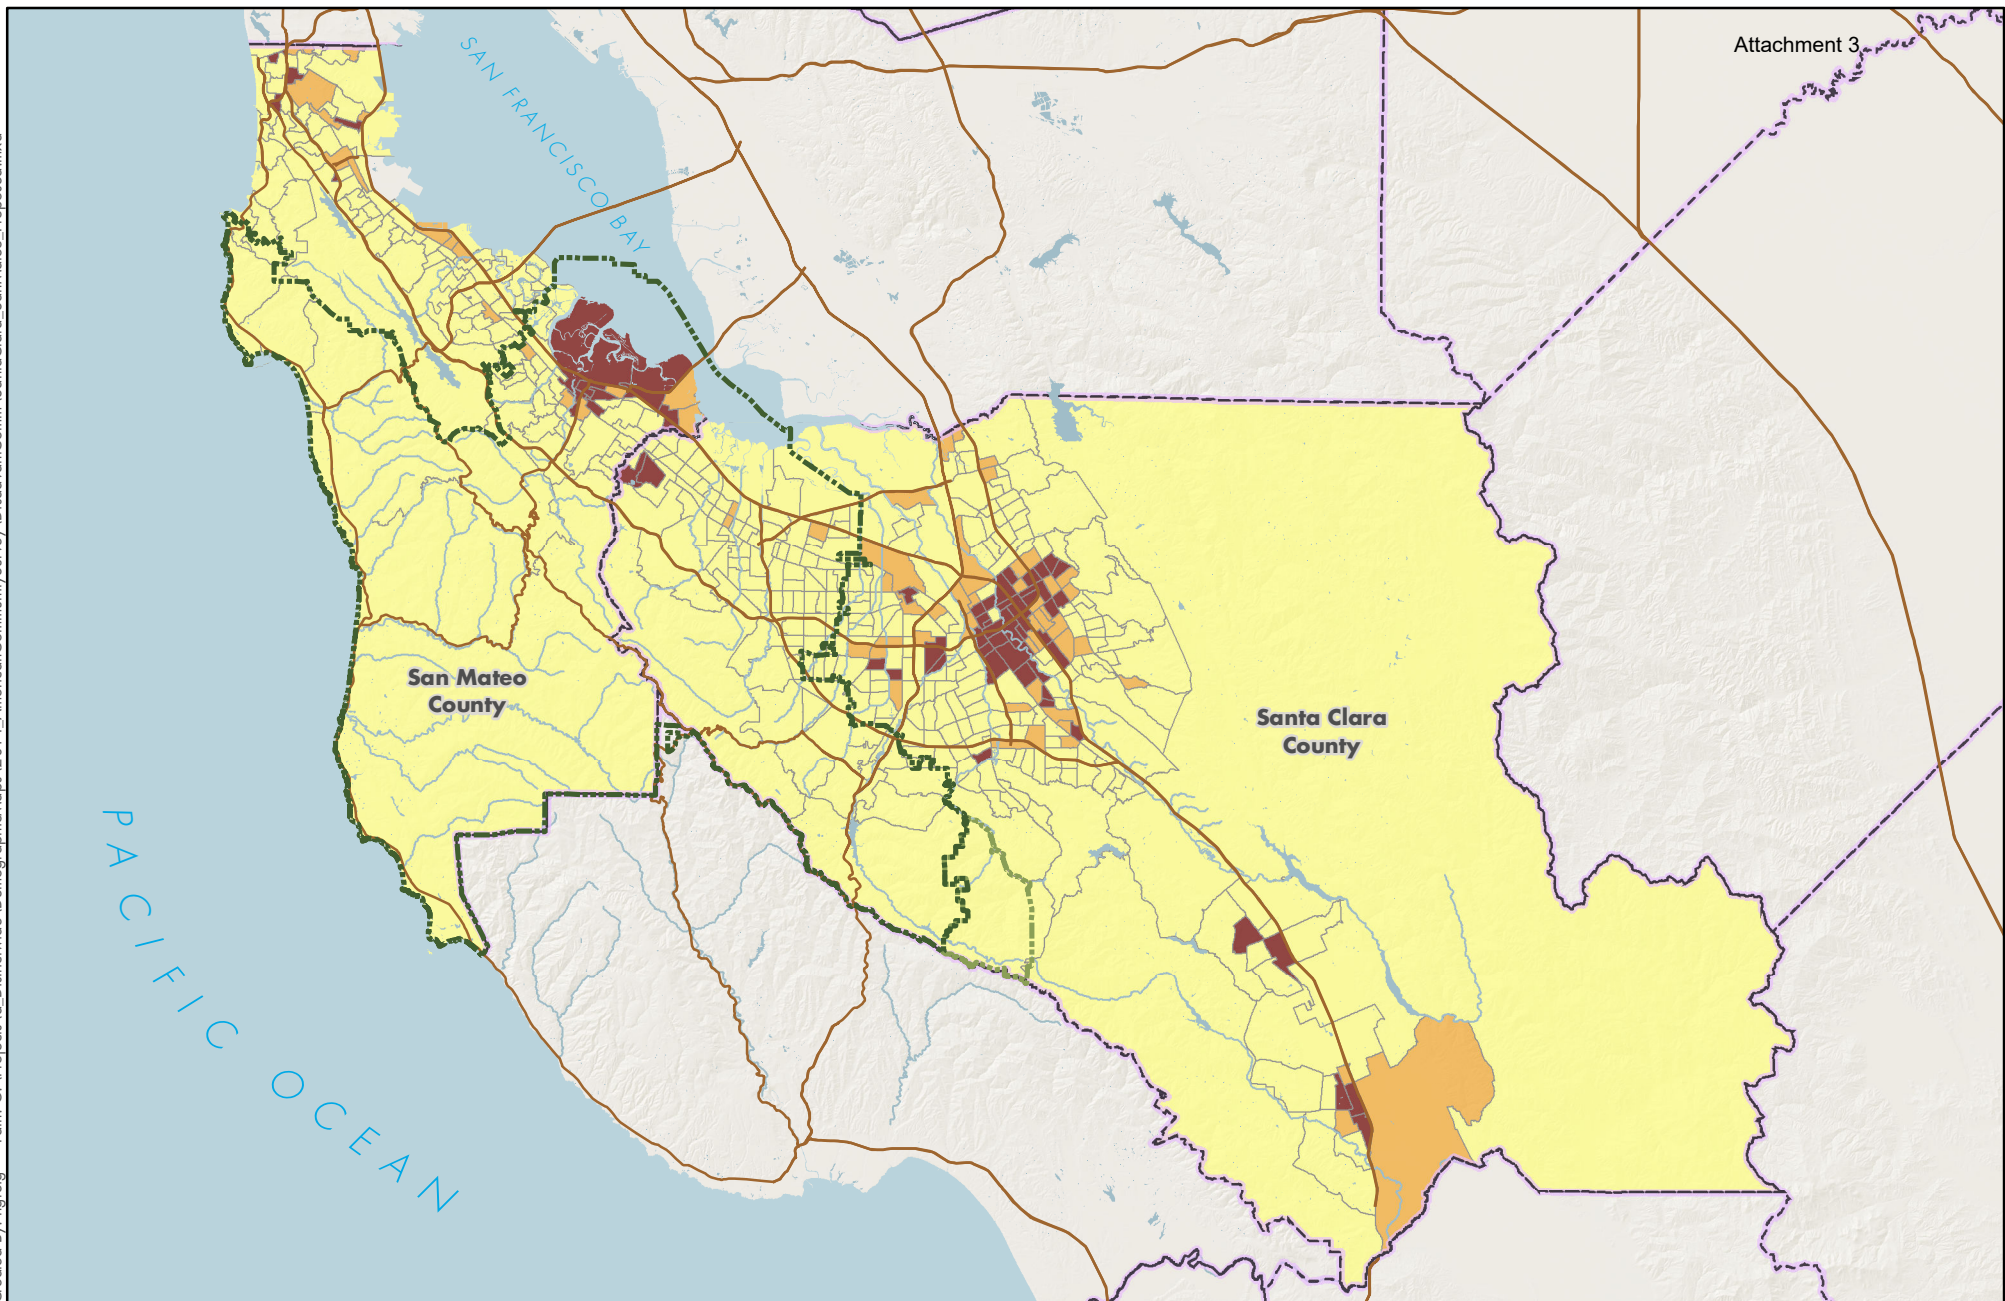 Attachment 3
SAN FRANCISCO BAY
San Mateo
County
Santa Clara
County
PACIFIC OCEAN